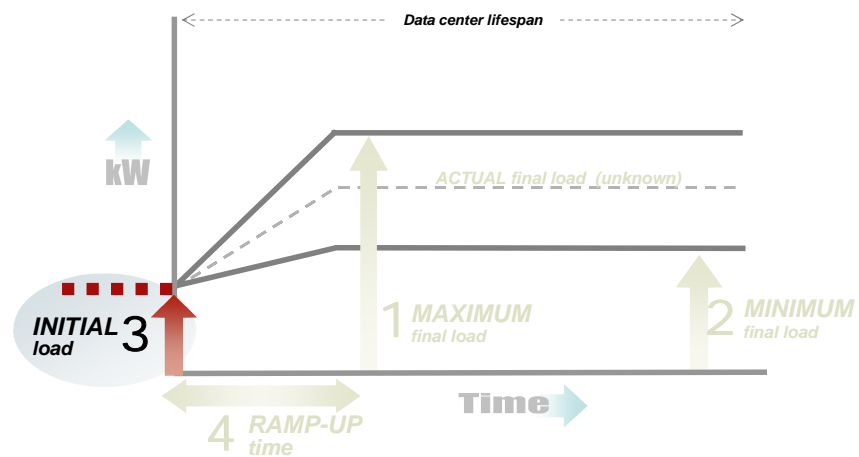 Data center lifespan
kW
ACTUAL final load (unknown)
1 MAXIMUM
final load
2 MINIMUM
final load
INITIAL 3
load
Time
4 RAMP-UP
time